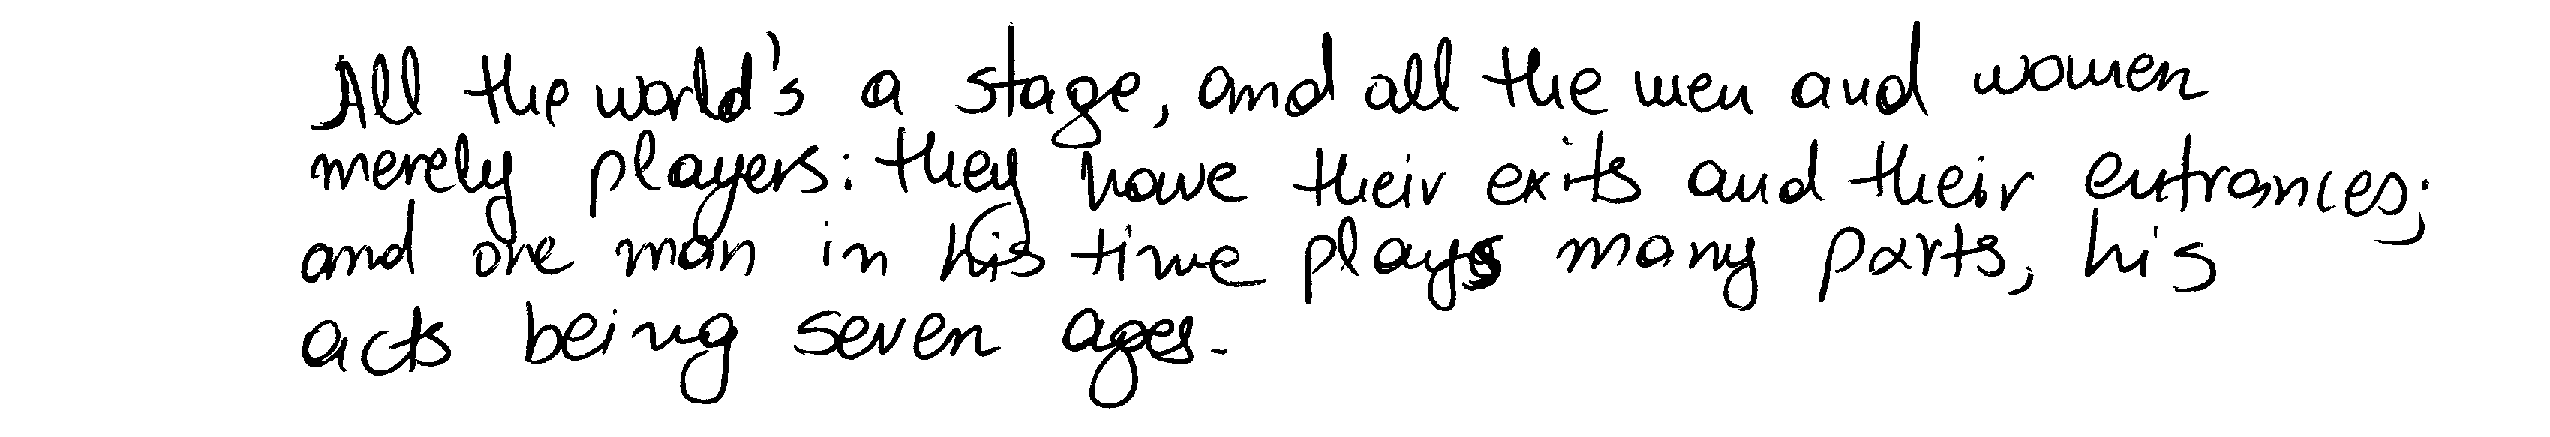 All the world's a stage, and all the men and women
merely players: they have their exits and their entrances;
and one man in his time plays many parts, his
acts being seven ages.